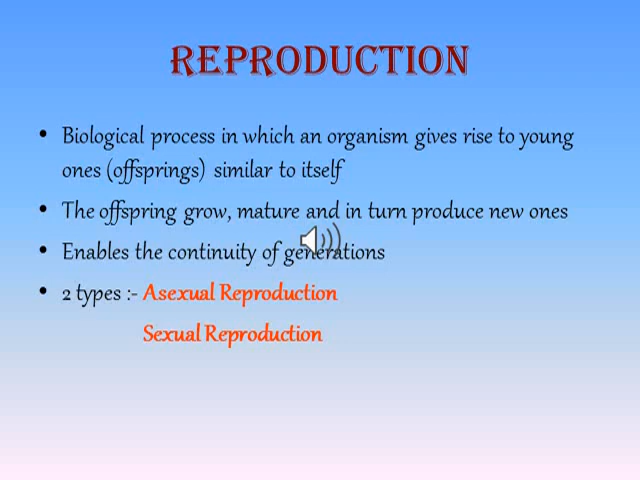 REPRODUCTION
• Biological process in which an organism gives rise to young
ones (offsprings) similar to itself
• The offspring grow, mature and in turn produce new ones
• Enables the continuity of generations
• 2 types :- Asexual Reproduction
Sexual Reproduction